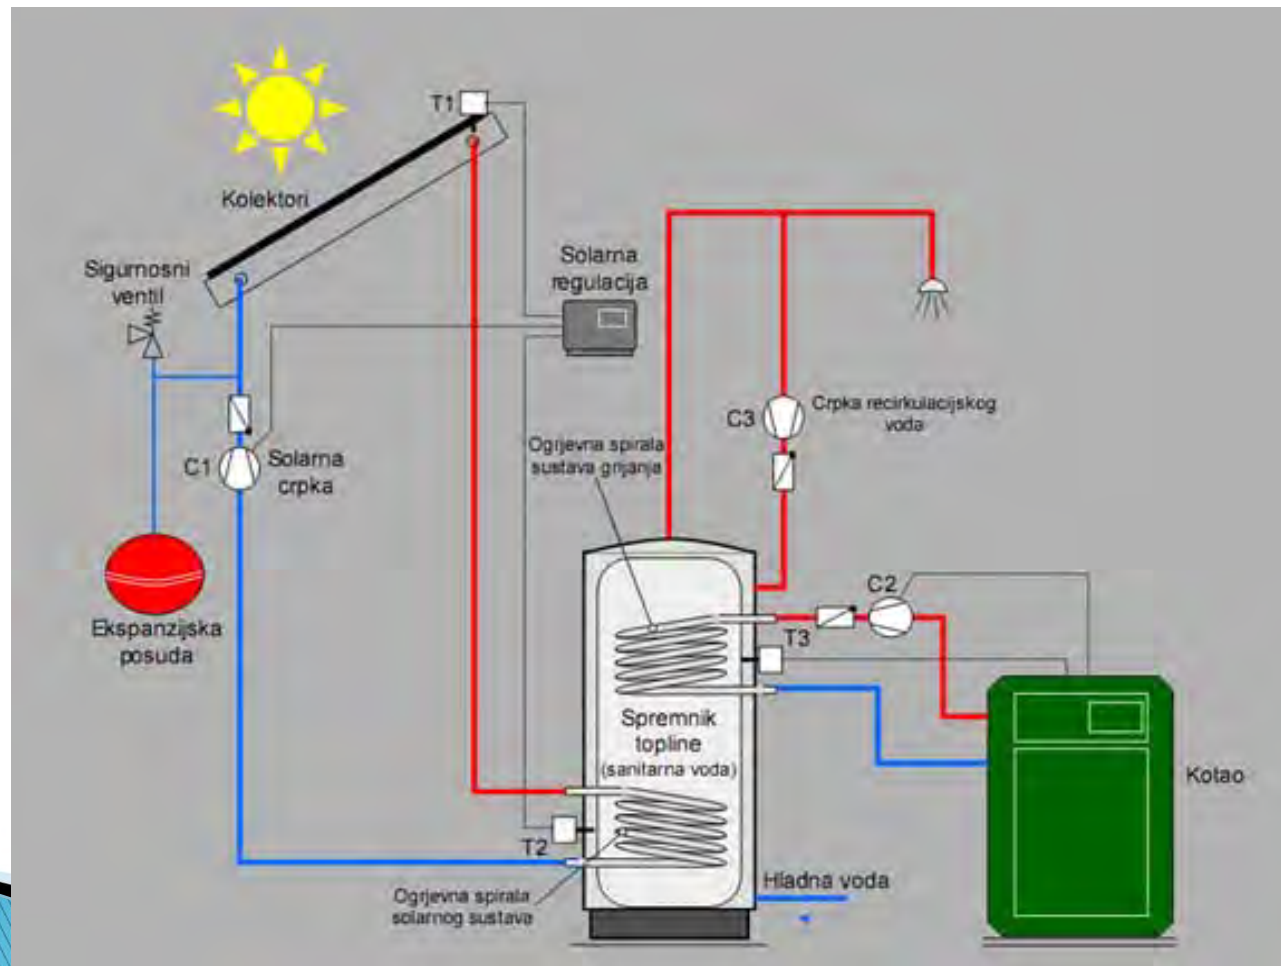 T1
Kolektori
Sigurnosni
ventil
Solarna
regulacija
C1
Solarna
crpka
C3
Crpka recirkulacijskog
voda
Ogrjevna spirala
sustava grijanja
Ekspanzijska
posuda
C2
T3
Spremnik
topline
(sanitarna voda)
Kotao
T2
Hladna voda
Ogrjevna spirala
solarnog sustava